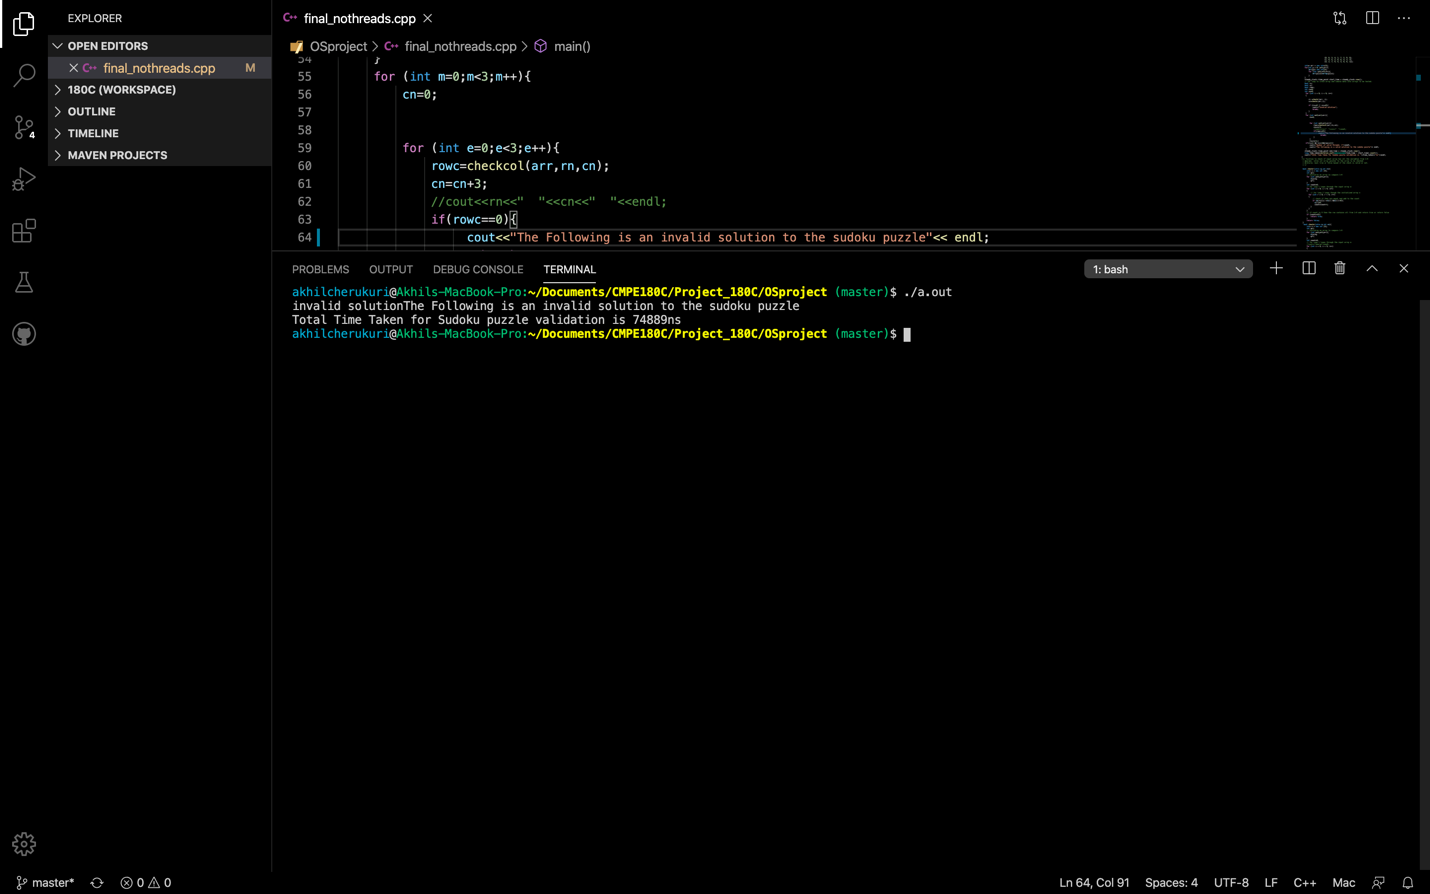 EXPLORER
OPEN EDITORS
final_nothreads.cpp M
180C (WORKSPACE)
OUTLINE
TIMELINE
MAVEN PROJECTS
4
final_nothreads.cpp
OSproject > final_nothreads.cpp > main()
54 }
55 for (int m=0;m<3;m++){
56 cn=0;
57
58
59 for (int e=0;e<3;e++){
60 rowc=checkcol(arr,rn,cn);
61 cn=cn+3;
62 //cout<<rn<<"  "<<cn<<"  "<<endl;
63 if(rowc==0){
64 cout<<"The Following is an invalid solution to the sudoku puzzle"<< endl;
PROBLEMS OUTPUT DEBUG CONSOLE TERMINAL 1: bash
akhilcherukuri@Akhils-MacBook-Pro:~/Documents/CMPE180C/Project_180C/OSproject (master)$ ./a.out
invalid solutionThe Following is an invalid solution to the sudoku puzzle
Total Time Taken for Sudoku puzzle validation is 74889ns
akhilcherukuri@Akhils-MacBook-Pro:~/Documents/CMPE180C/Project_180C/OSproject (master)$
master* 0 0 Ln 64, Col 91 Spaces: 4 UTF-8 LF C++ Mac